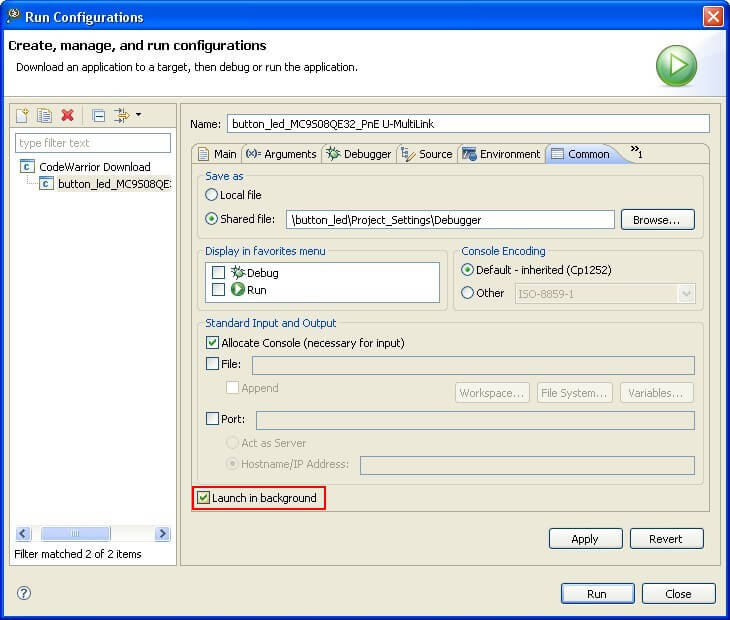 Run Configurations
Create, manage, and run configurations
Download an application to a target, then debug or run the application.
type filter text
CodeWarrior Download
button_led_MC9S08QE3
Filter matched 2 of 2 items
Name: button_led_MC9S08QE32_PnE U-MultiLink
Main (x)= Arguments Debugger Source Environment Common »1
Save as
Local file
Shared file: \button_led\Project_Settings\Debugger Browse...
Display in favorites menu
Debug
Run
Console Encoding
Default - inherited (Cp1252)
Other ISO-8859-1
Standard Input and Output
Allocate Console (necessary for input)
File:
Append Workspace... File System... Variables...
Port:
Act as Server
Hostname/IP Address:
Launch in background
Apply Revert
? Run Close